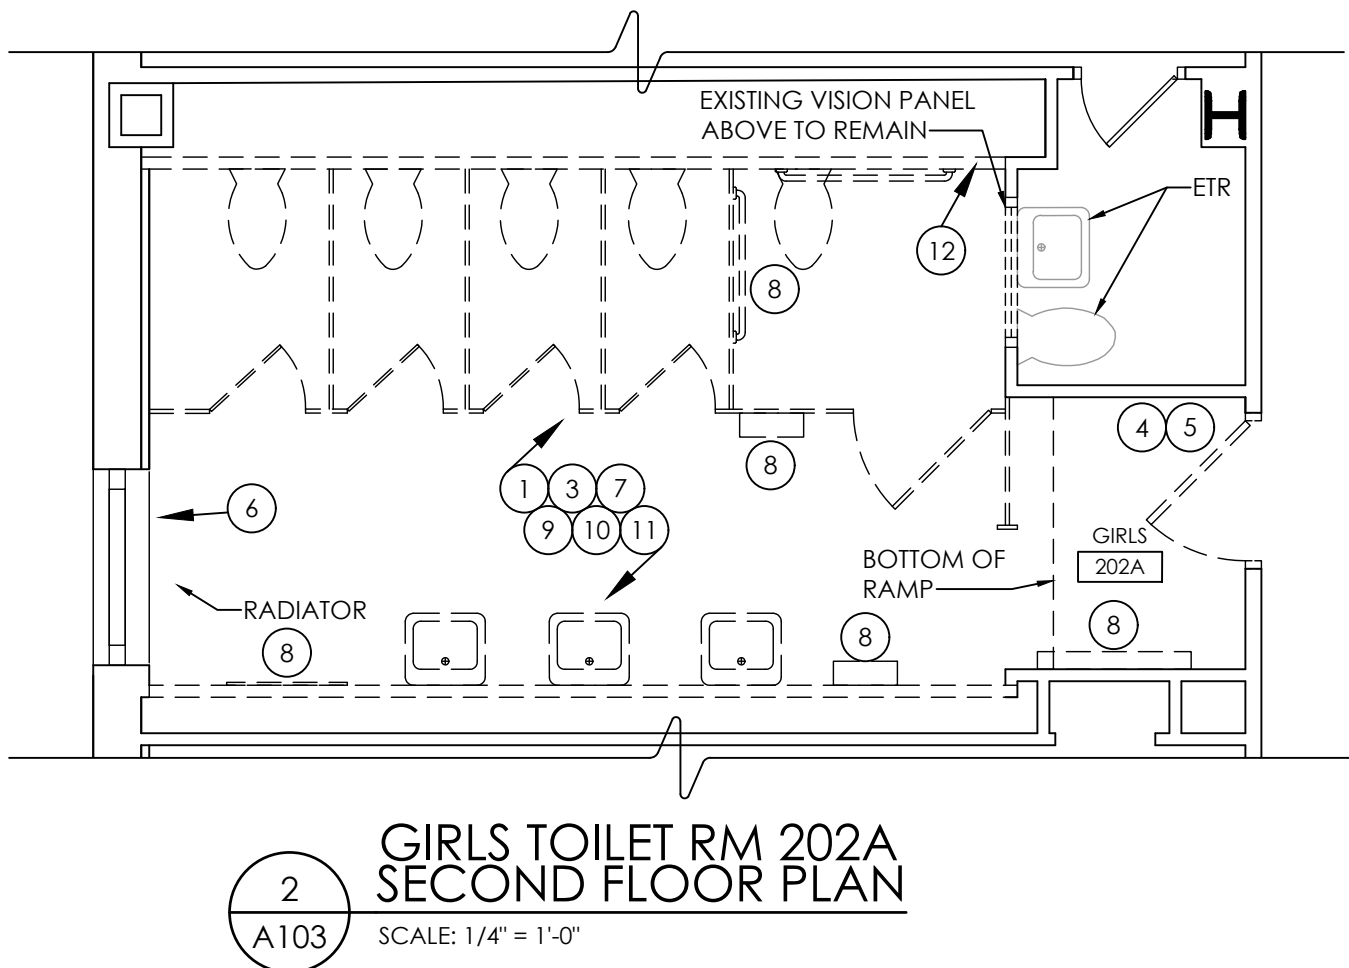 EXISTING VISION PANEL
ABOVE TO REMAIN
ETR
12
8
4 5
8
1 3 7
6
9 10 11
GIRLS
202A
BOTTOM OF
RAMP
RADIATOR
8
8
8
GIRLS TOILET RM 202A
SECOND FLOOR PLAN
2
A103
SCALE: 1/4" = 1'-0"